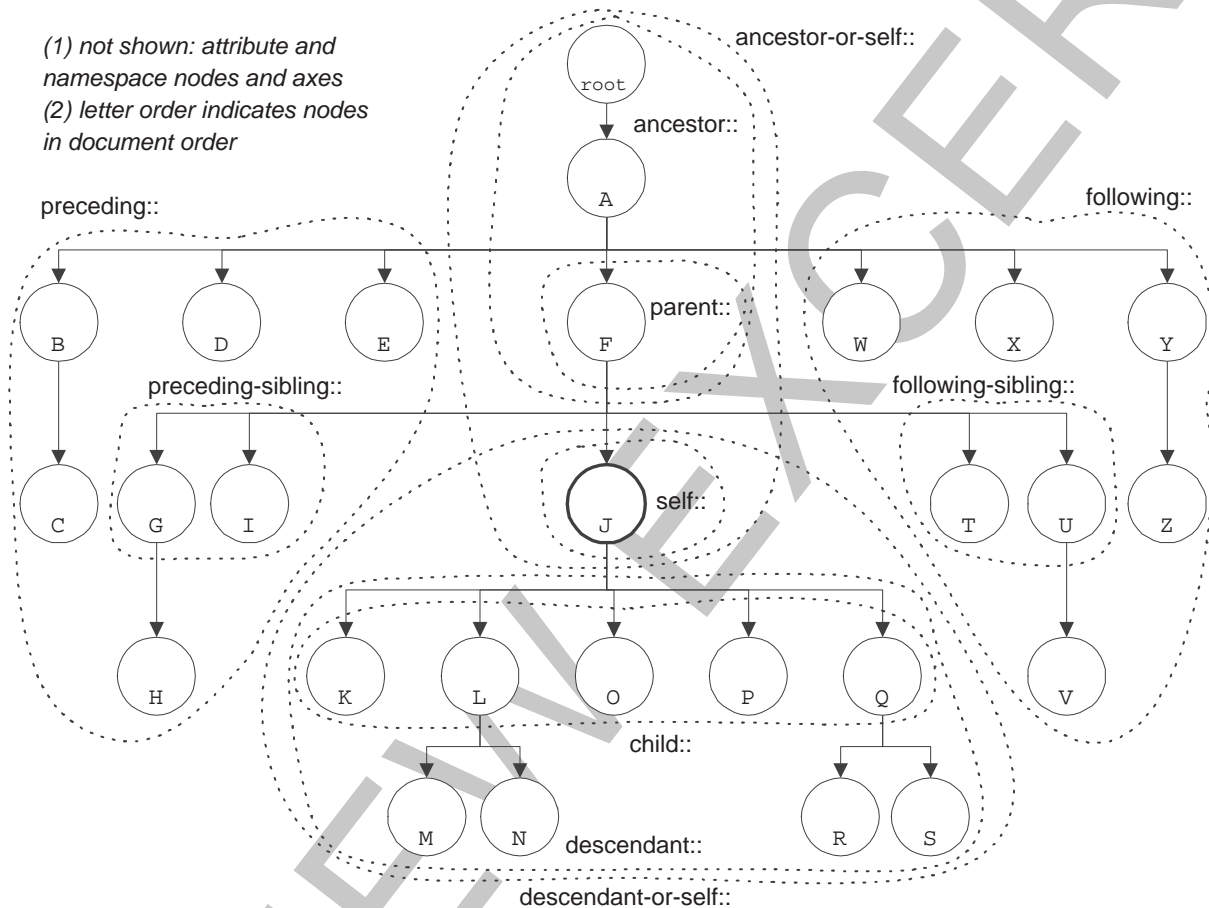 (1) not shown: attribute and
namespace nodes and axes
(2) letter order indicates nodes
in document order
ancestor-or-self::
root
ancestor::
A
preceding::
following::
parent::
B
D
E
F
W
X
Y
preceding-sibling::
following-sibling::
self::
C
G
I
J
T
U
Z
K
L
O
P
Q
H
V
child::
M
N
R
S
descendant::
descendant-or-self::